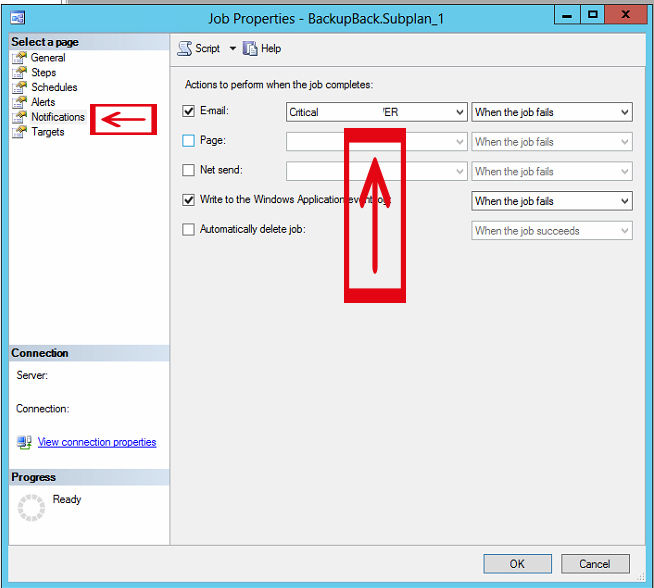 Job Properties - BackupBack.Subplan_1
Select a page
General
Steps
Schedules
Alerts
Notifications
Targets
Script
Help
Actions to perform when the job completes:
E-mail: Critical 'ER When the job fails
Page: When the job fails
Net send: When the job fails
Write to the Windows Application event log: When the job fails
Automatically delete job: When the job succeeds
Connection
Server:
Connection:
View connection properties
Progress
Ready
OK Cancel